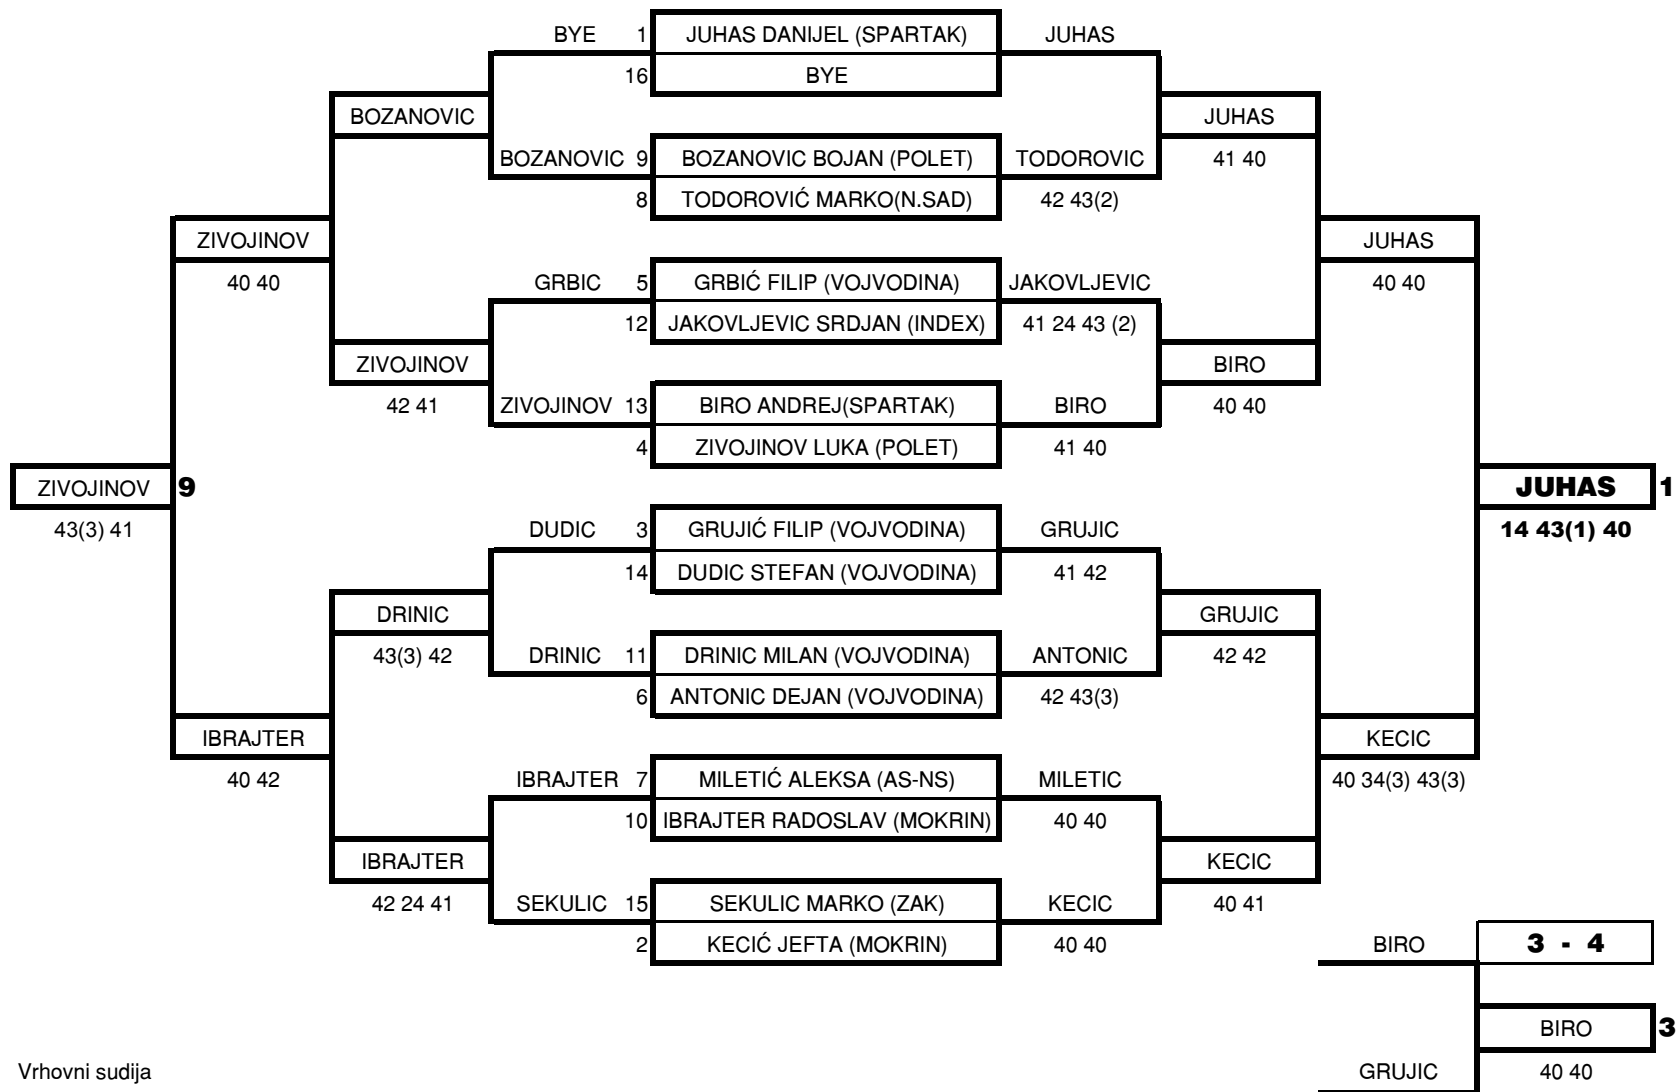 BYE 1 JUHAS DANIJEL (SPARTAK) JUHAS
16 BYE
BOZANOVIC JUHAS
BOZANOVIC 9 BOZANOVIC BOJAN (POLET) TODOROVIC 41 40
8 TODOROVIĆ MARKO(N.SAD) 42 43(2)
ZIVOJINOV JUHAS
40 40 GRBIC 5 GRBIĆ FILIP (VOJVODINA) JAKOVLJEVIC 40 40
12 JAKOVLJEVIC SRDJAN (INDEX) 41 24 43 (2)
ZIVOJINOV BIRO
42 41 ZIVOJINOV 13 BIRO ANDREJ(SPARTAK) BIRO 40 40
4 ZIVOJINOV LUKA (POLET) 41 40
ZIVOJINOV 9 JUHAS 1
43(3) 41 DUDIC 3 GRUJIĆ FILIP (VOJVODINA) GRUJIC 14 43(1) 40
14 DUDIC STEFAN (VOJVODINA) 41 42
DRINIC GRUJIC
43(3) 42 DRINIC 11 DRINIC MILAN (VOJVODINA) ANTONIC 42 42
6 ANTONIC DEJAN (VOJVODINA) 42 43(3)
IBRAJTER KECIC
40 42 IBRAJTER 7 MILETIĆ ALEKSA (AS-NS) MILETIC 40 34(3) 43(3)
10 IBRAJTER RADOSLAV (MOKRIN) 40 40
IBRAJTER KECIC
42 24 41 SEKULIC 15 SEKULIC MARKO (ZAK) KECIC 40 41
2 KECIĆ JEFTA (MOKRIN) 40 40 BIRO 3 - 4
BIRO 3
Vrhovni sudija GRUJIC 40 40